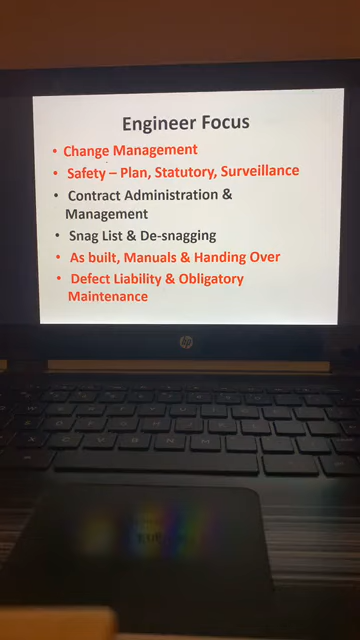 Engineer Focus
• Change Management
• Safety – Plan, Statutory, Surveillance
• Contract Administration &
Management
• Snag List & De-snagging
• As built, Manuals & Handing Over
• Defect Liability & Obligatory
Maintenance
hp